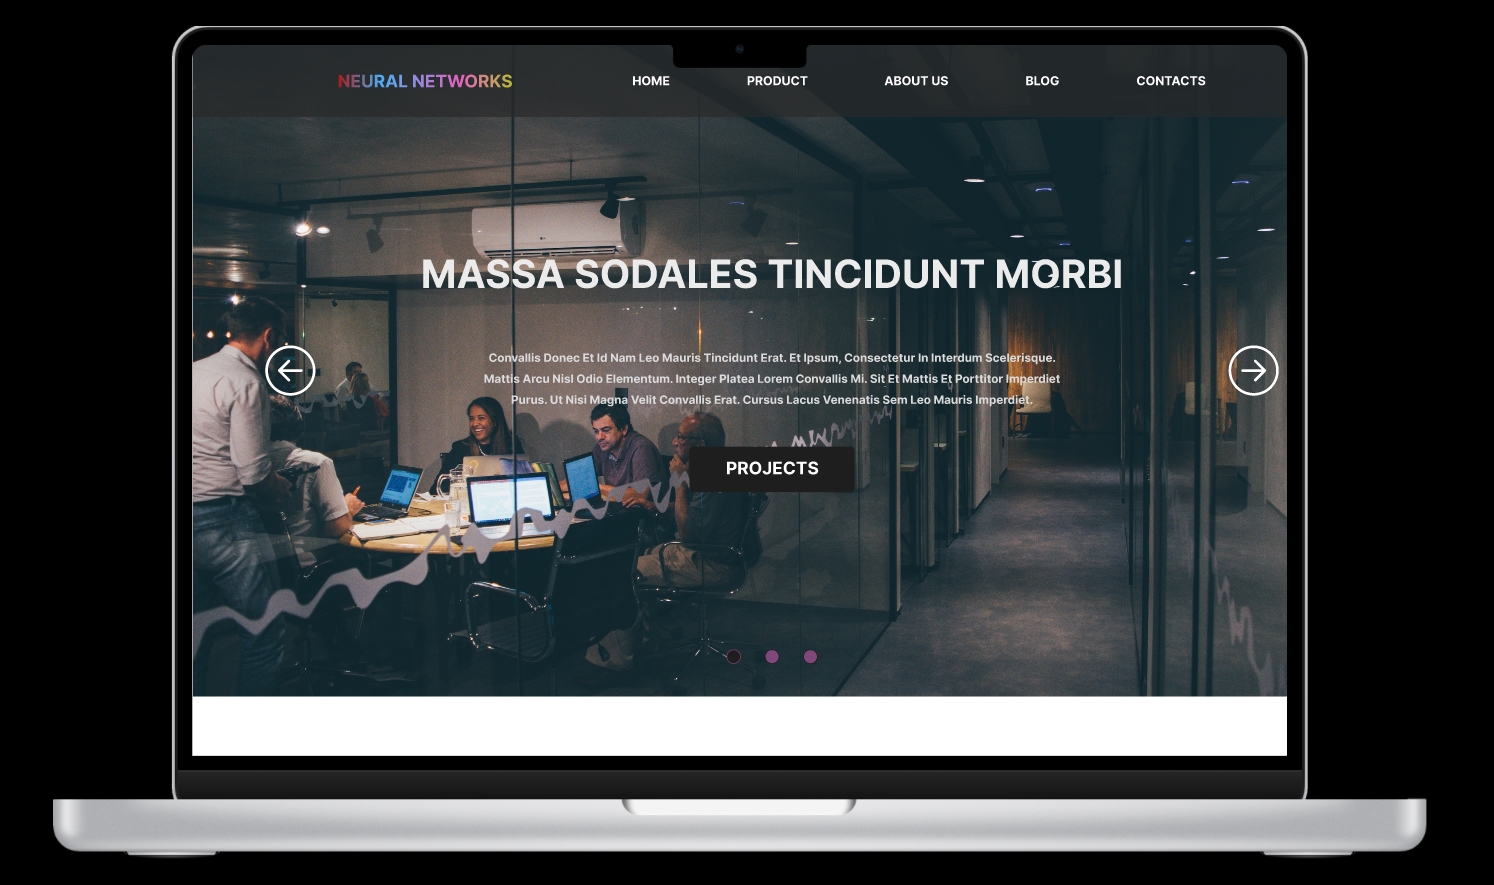 NEURAL NETWORKS
HOME PRODUCT ABOUT US BLOG CONTACTS
MASSA SODALES TINCIDUNT MORBI
Convallis Donec Et Id Nam Leo Mauris Tincidunt Erat. Et Ipsum, Consectetur In Interdum Scelerisque.
Mattis Arcu Nisl Odio Elementum. Integer Platea Lorem Convallis Mi. Sit Et Mattis Et Porttitor Imperdiet
Purus. Ut Nisi Magna Velit Convallis Erat. Cursus Lacus Venenatis Sem Leo Mauris Imperdiet.
PROJECTS